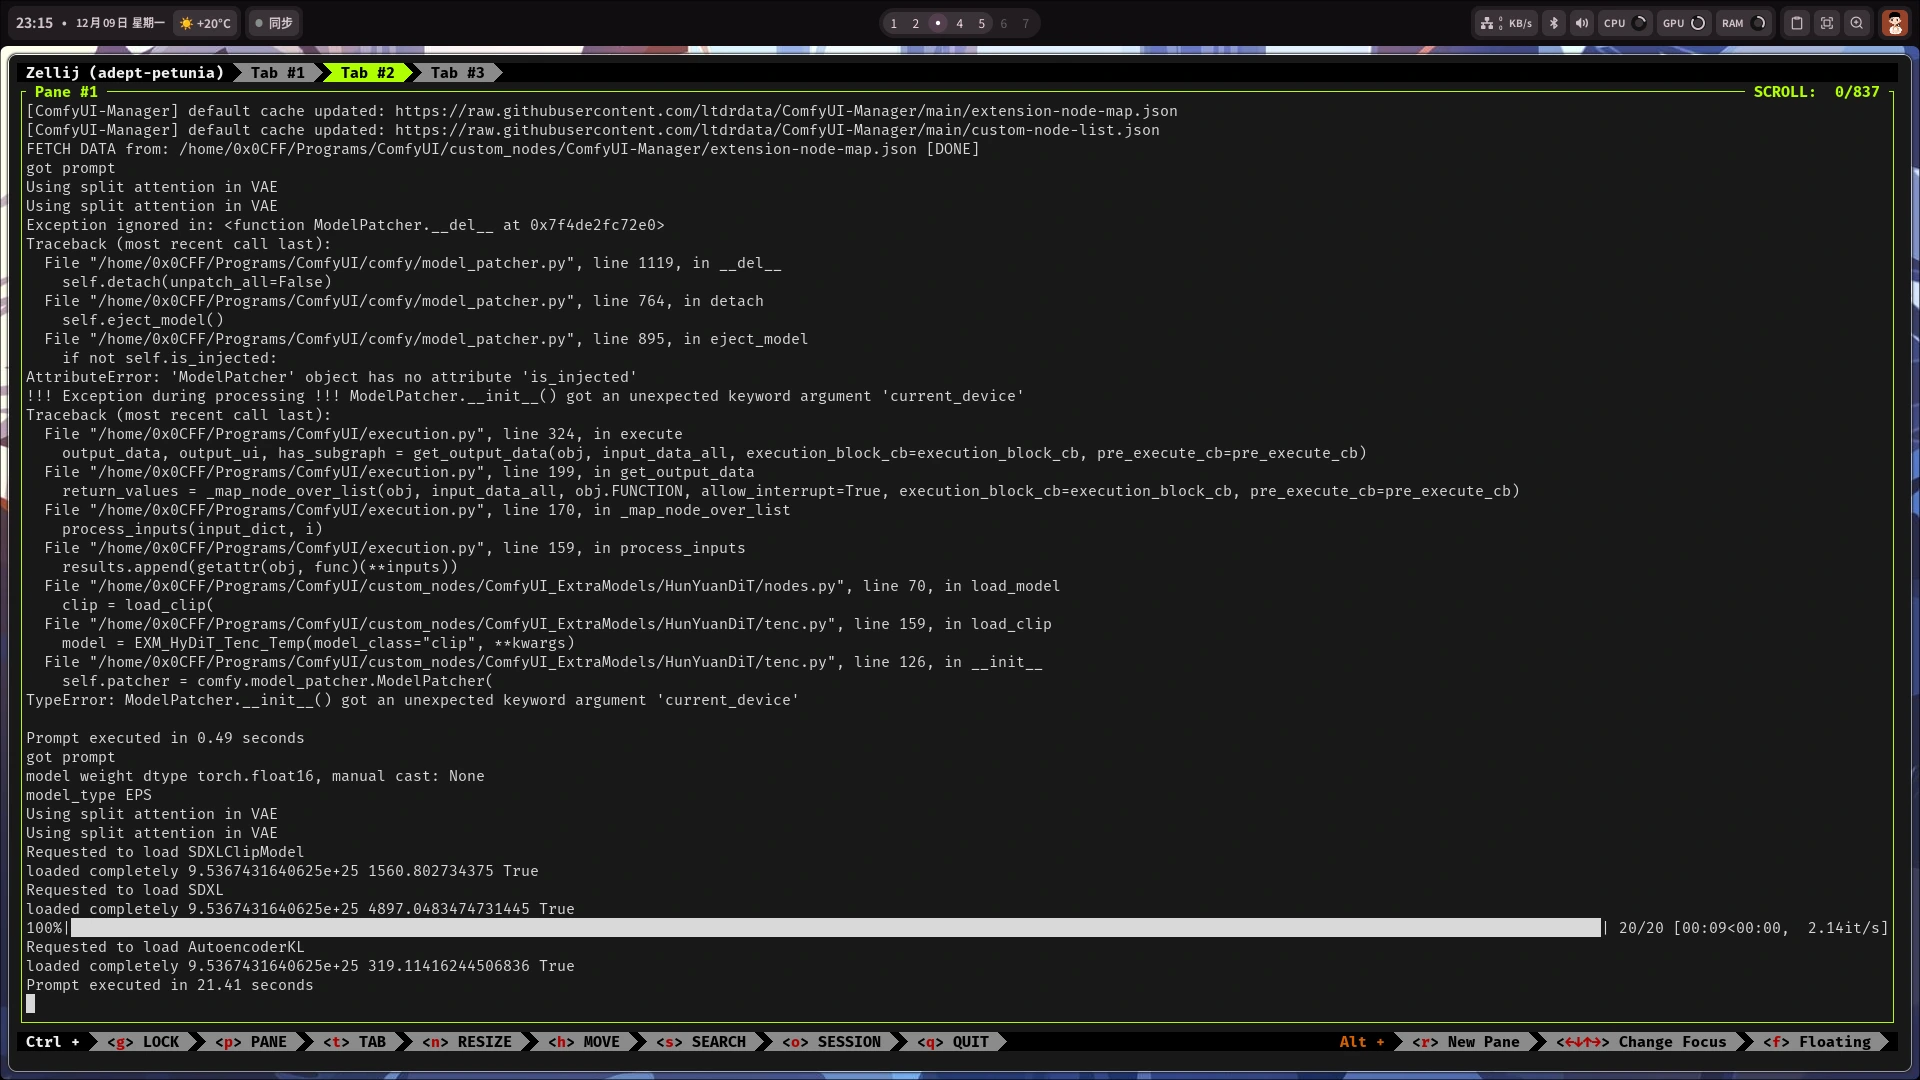 23:15 • 12月09日 星期一 +20°C 同步
1 2 4 5 6 7
0 0 KB/s CPU GPU RAM
Zellij (adept-petunia) Tab #1 Tab #2 Tab #3
Pane #1 SCROLL: 0/837
[ComfyUI-Manager] default cache updated: https://raw.githubusercontent.com/ltdrdata/ComfyUI-Manager/main/extension-node-map.json
[ComfyUI-Manager] default cache updated: https://raw.githubusercontent.com/ltdrdata/ComfyUI-Manager/main/custom-node-list.json
FETCH DATA from: /home/0x0CFF/Programs/ComfyUI/custom_nodes/ComfyUI-Manager/extension-node-map.json [DONE]
got prompt
Using split attention in VAE
Using split attention in VAE
Exception ignored in: <function ModelPatcher.__del__ at 0x7f4de2fc72e0>
Traceback (most recent call last):
  File "/home/0x0CFF/Programs/ComfyUI/comfy/model_patcher.py", line 1119, in __del__
    self.detach(unpatch_all=False)
  File "/home/0x0CFF/Programs/ComfyUI/comfy/model_patcher.py", line 764, in detach
    self.eject_model()
  File "/home/0x0CFF/Programs/ComfyUI/comfy/model_patcher.py", line 895, in eject_model
    if not self.is_injected:
AttributeError: 'ModelPatcher' object has no attribute 'is_injected'
!!! Exception during processing !!! ModelPatcher.__init__() got an unexpected keyword argument 'current_device'
Traceback (most recent call last):
  File "/home/0x0CFF/Programs/ComfyUI/execution.py", line 324, in execute
    output_data, output_ui, has_subgraph = get_output_data(obj, input_data_all, execution_block_cb=execution_block_cb, pre_execute_cb=pre_execute_cb)
  File "/home/0x0CFF/Programs/ComfyUI/execution.py", line 199, in get_output_data
    return_values = _map_node_over_list(obj, input_data_all, obj.FUNCTION, allow_interrupt=True, execution_block_cb=execution_block_cb, pre_execute_cb=pre_execute_cb)
  File "/home/0x0CFF/Programs/ComfyUI/execution.py", line 170, in _map_node_over_list
    process_inputs(input_dict, i)
  File "/home/0x0CFF/Programs/ComfyUI/execution.py", line 159, in process_inputs
    results.append(getattr(obj, func)(**inputs))
  File "/home/0x0CFF/Programs/ComfyUI/custom_nodes/ComfyUI_ExtraModels/HunYuanDiT/nodes.py", line 70, in load_model
    clip = load_clip(
  File "/home/0x0CFF/Programs/ComfyUI/custom_nodes/ComfyUI_ExtraModels/HunYuanDiT/tenc.py", line 159, in load_clip
    model = EXM_HyDiT_Tenc_Temp(model_class="clip", **kwargs)
  File "/home/0x0CFF/Programs/ComfyUI/custom_nodes/ComfyUI_ExtraModels/HunYuanDiT/tenc.py", line 126, in __init__
    self.patcher = comfy.model_patcher.ModelPatcher(
TypeError: ModelPatcher.__init__() got an unexpected keyword argument 'current_device'
Prompt executed in 0.49 seconds
got prompt
model weight dtype torch.float16, manual cast: None
model_type EPS
Using split attention in VAE
Using split attention in VAE
Requested to load SDXLClipModel
loaded completely 9.5367431640625e+25 1560.802734375 True
Requested to load SDXL
loaded completely 9.5367431640625e+25 4897.0483474731445 True
100%| | 20/20 [00:09<00:00,  2.14it/s]
Requested to load AutoencoderKL
loaded completely 9.5367431640625e+25 319.11416244506836 True
Prompt executed in 21.41 seconds
Ctrl + <g> LOCK <p> PANE <t> TAB <n> RESIZE <h> MOVE <s> SEARCH <o> SESSION <q> QUIT Alt + <r> New Pane <←↓↑→> Change Focus <f> Floating